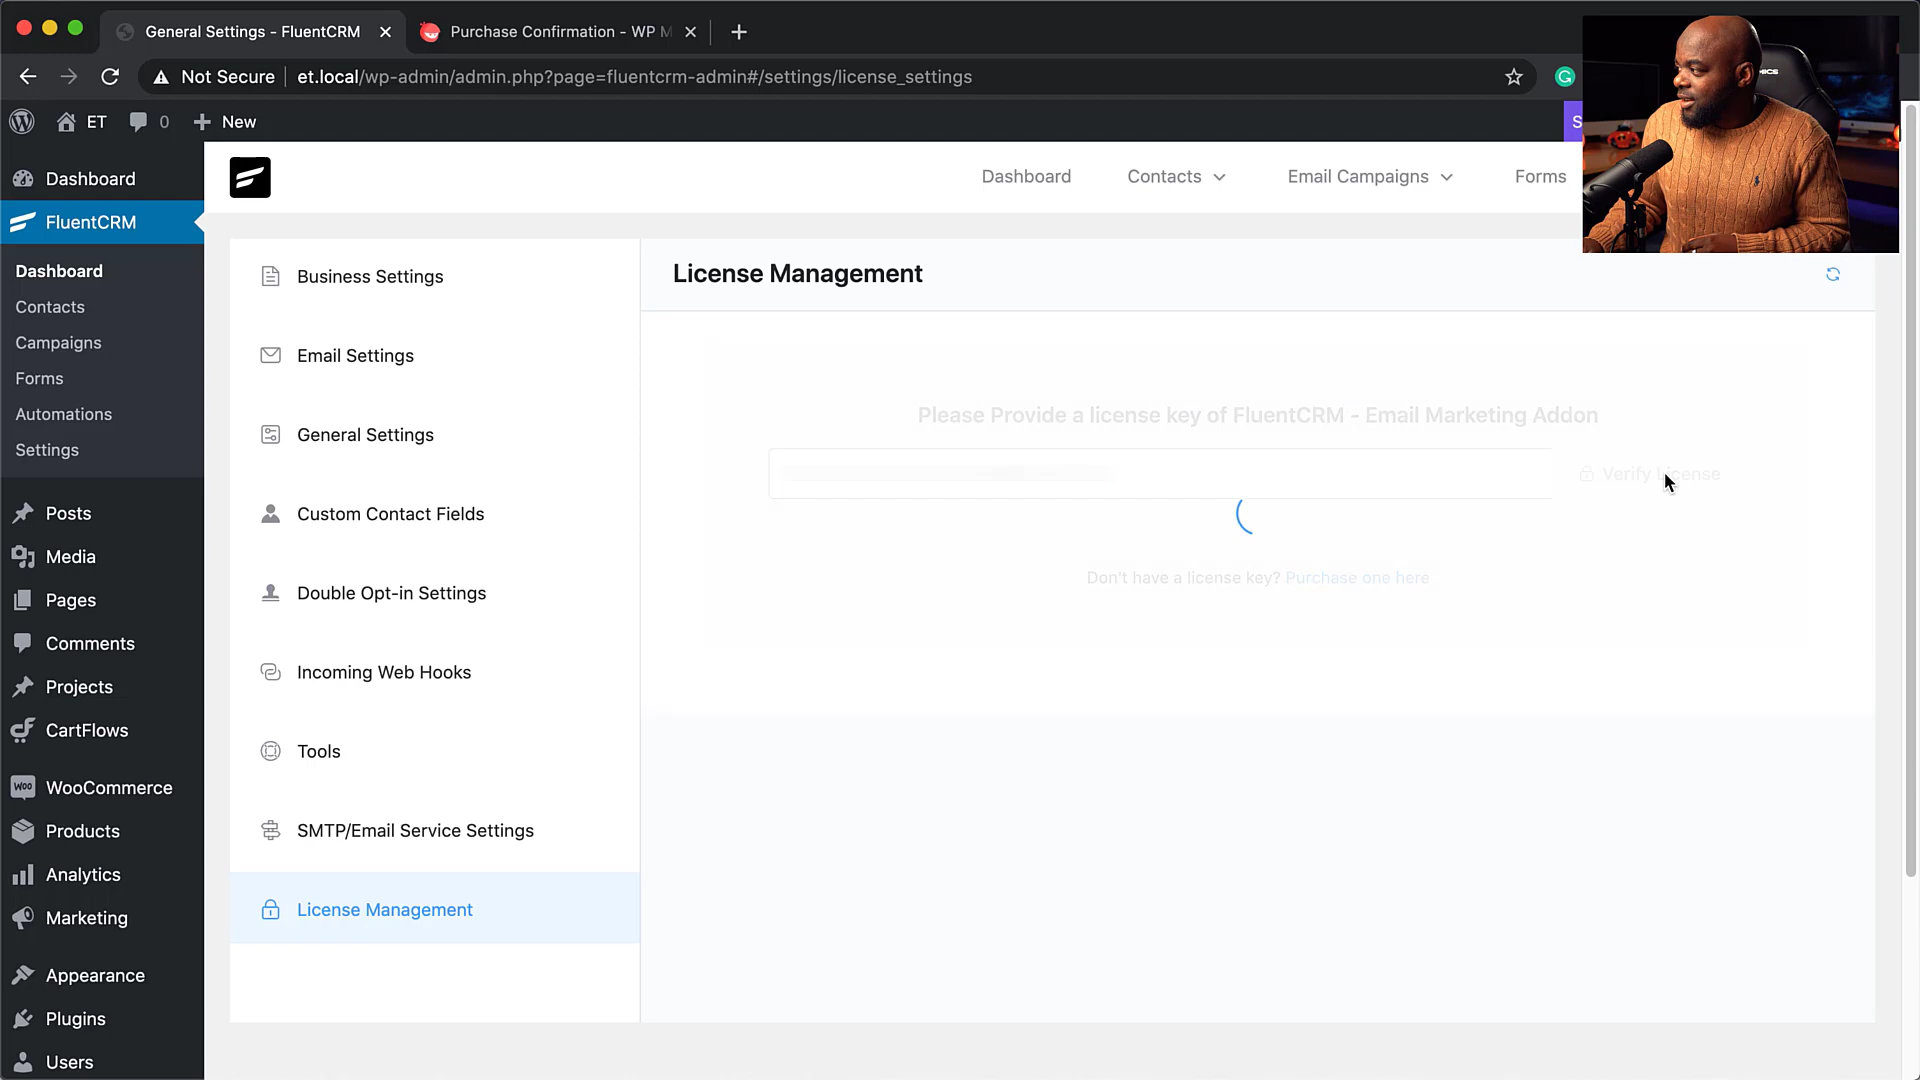 General Settings - FluentCRM
Purchase Confirmation - WP M
Not Secure
et.local/wp-admin/admin.php?page=fluentcrm-admin#/settings/license_settings
ET
0
New
S
Dashboard
FluentCRM
Dashboard
Contacts
Campaigns
Forms
Automations
Settings
Posts
Media
Pages
Comments
Projects
CartFlows
WooCommerce
Products
Analytics
Marketing
Appearance
Plugins
Users
Dashboard
Contacts
Email Campaigns
Forms
Business Settings
Email Settings
General Settings
Custom Contact Fields
Double Opt-in Settings
Incoming Web Hooks
Tools
SMTP/Email Service Settings
License Management
License Management
Please Provide a license key of FluentCRM - Email Marketing Addon
Verify License
Don't have a license key? Purchase one here